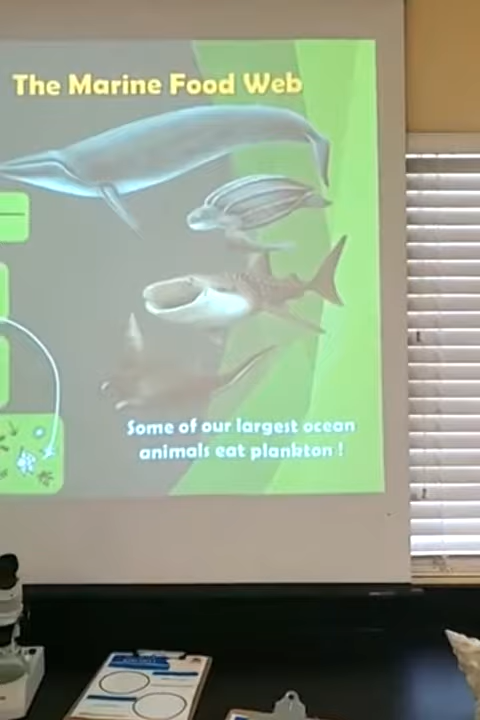 The Marine Food Web
Some of our largest ocean
animals eat plankton !